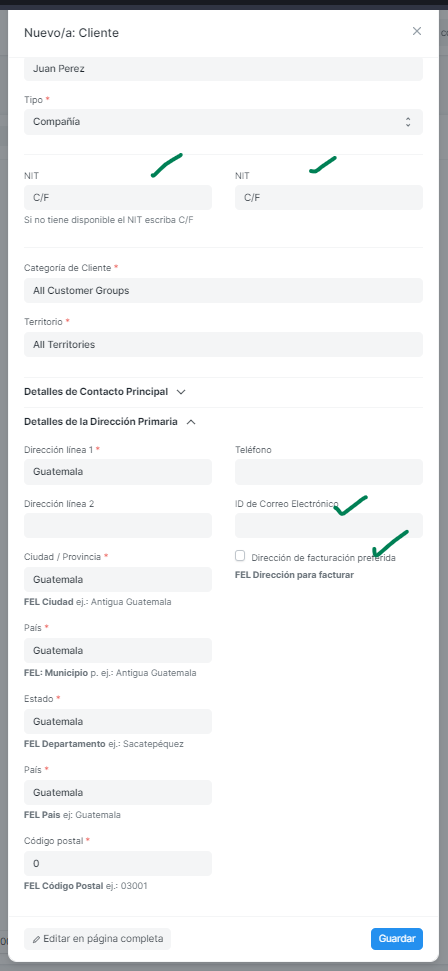 Nuevo/a: Cliente
Juan Perez
Tipo *
Compañía
NIT
NIT
C/F
C/F
Si no tiene disponible el NIT escriba C/F
Categoría de Cliente *
All Customer Groups
Territorio *
All Territories
Detalles de Contacto Principal
Detalles de la Dirección Primaria
Dirección línea 1 *
Teléfono
Guatemala
Dirección línea 2
ID de Correo Electrónico
Ciudad / Provincia *
Dirección de facturación preferida
Guatemala
FEL Dirección para facturar
FEL Ciudad ej.: Antigua Guatemala
País *
Guatemala
FEL: Municipio p. ej.: Antigua Guatemala
Estado *
Guatemala
FEL Departamento ej.: Sacatepéquez
País *
Guatemala
FEL Pais ej: Guatemala
Código postal *
0
FEL Código Postal ej.: 03001
Editar en página completa
Guardar